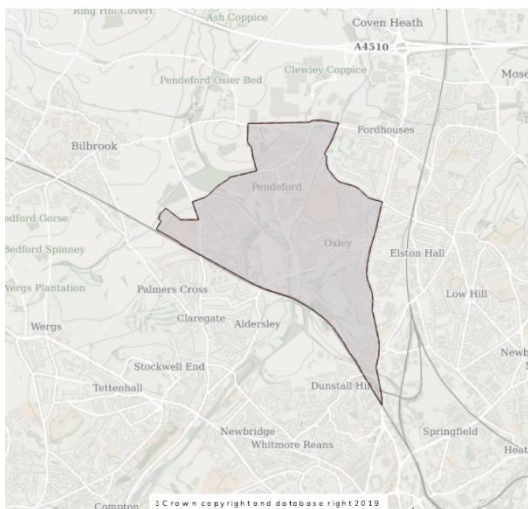 Ring Hill Covert
Ash Coppice
Coven Heath
A4510
Clewley Coppice
Mose
Pendeford Osier Bed
Fordhouses
Bilbrook
Pendeford
edford Gorse
Oxley
Bedford Spinney
Elston Hall
Wergs Plantation
Palmers Cross
Low Hill
Claregate
Aldersley
Wergs
Newb
Stockwell End
Tettenhall
Dunstall Hill
Newbridge
Springfield
Whitmore Reans
Heat
Compton
©Crown copyright and database right 2019